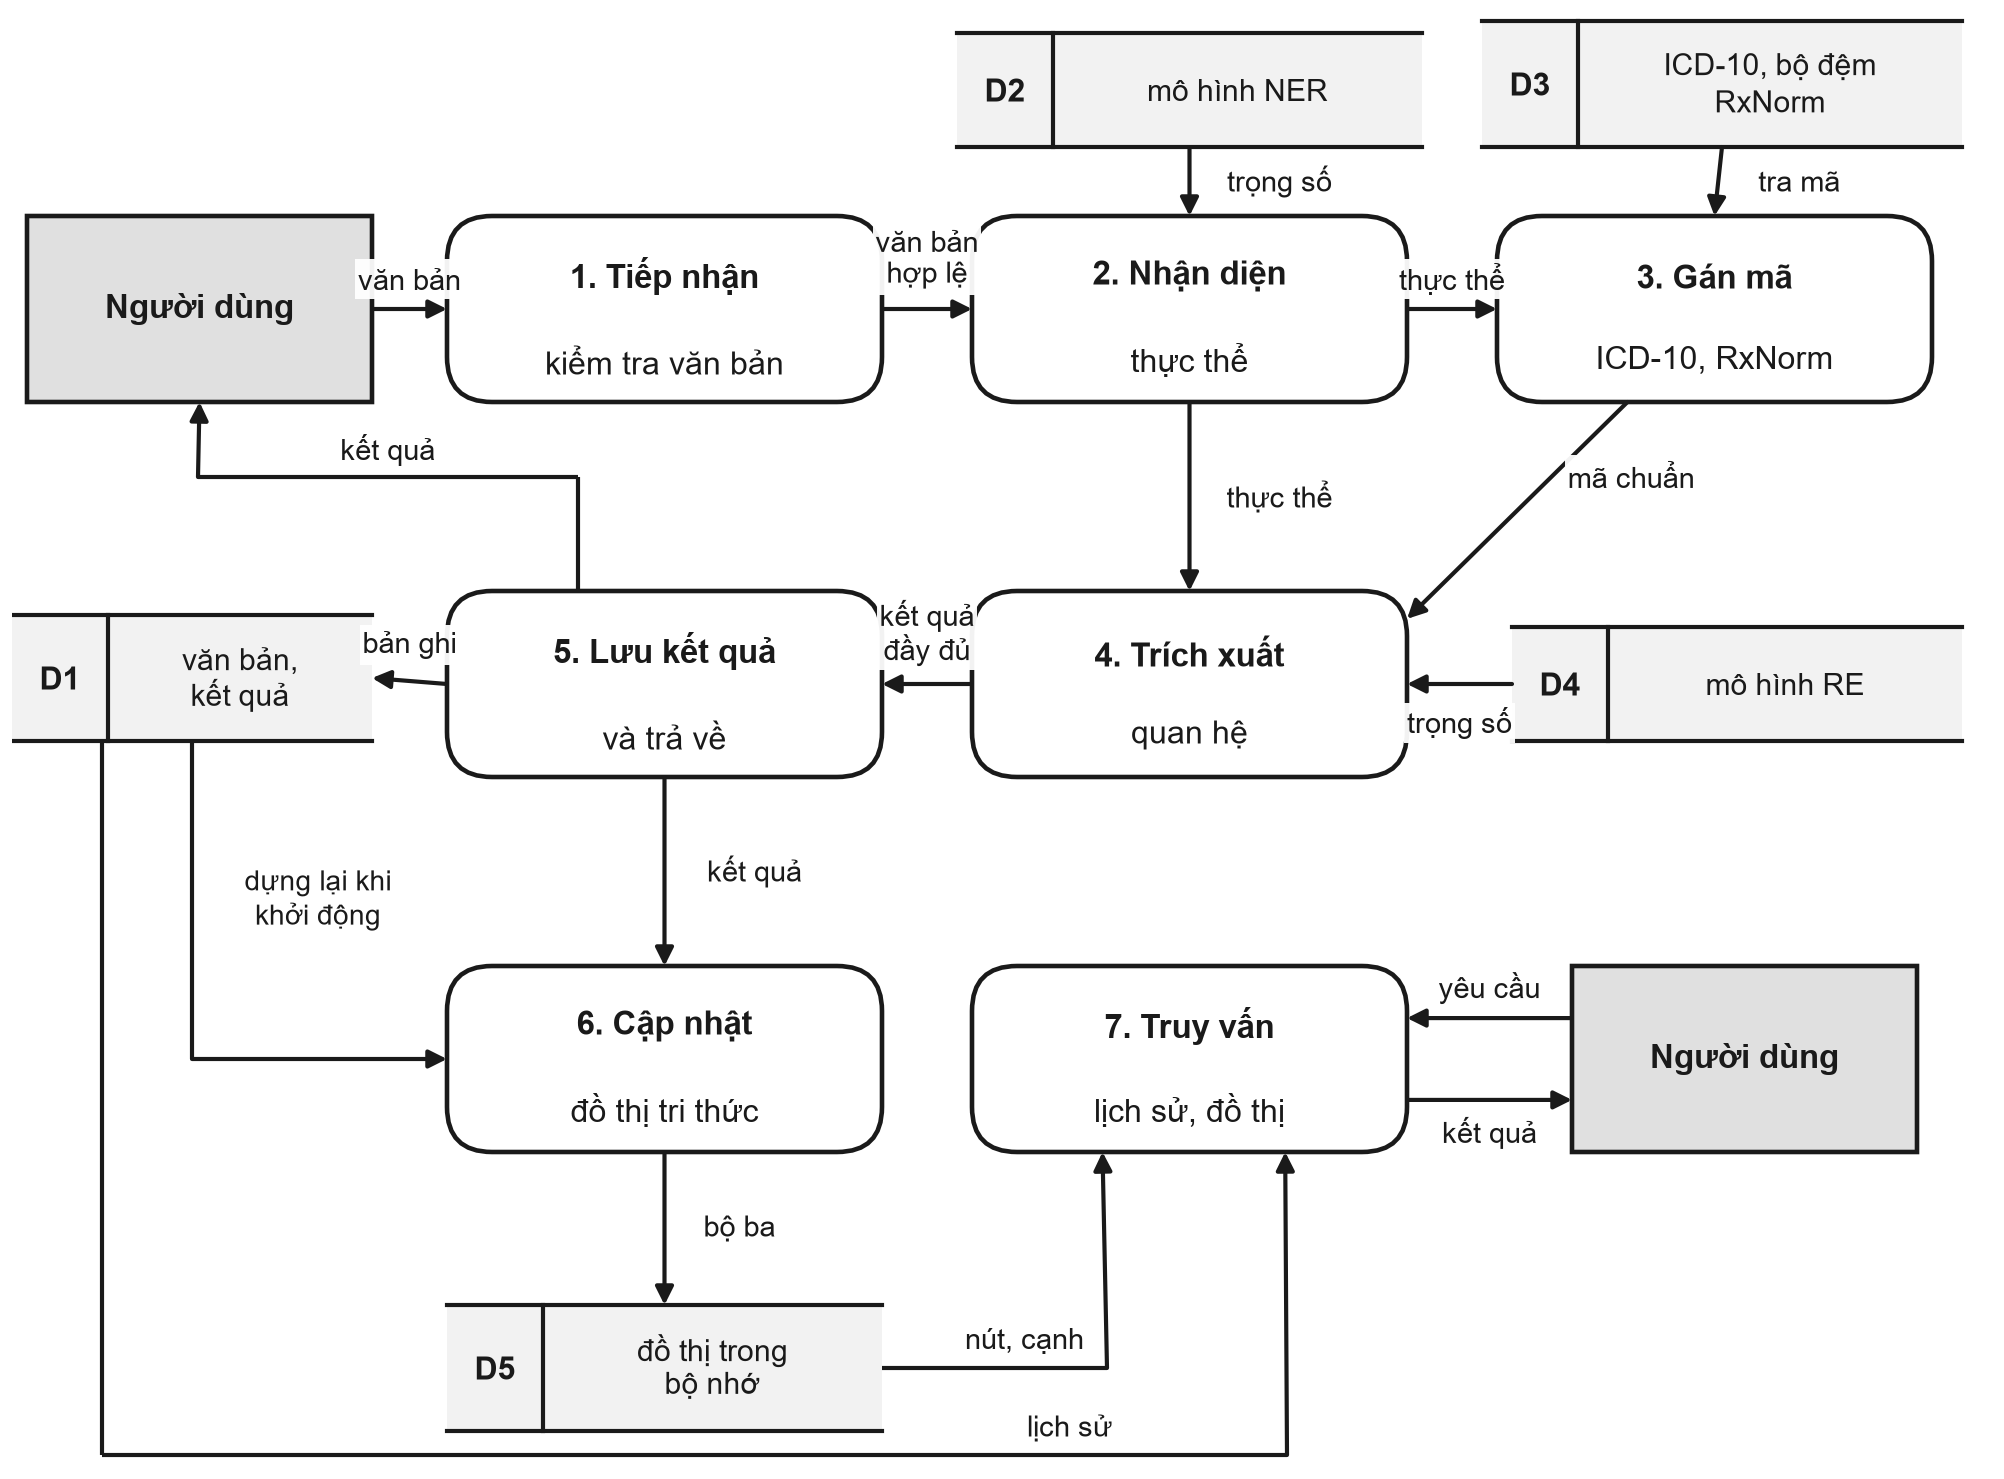 D2
mô hình NER
D3
ICD-10, bộ đệm
RxNorm
trọng số
tra mã
Người dùng
văn bản
1. Tiếp nhận
kiểm tra văn bản
văn bản
hợp lệ
2. Nhận diện
thực thể
thực thể
3. Gán mã
ICD-10, RxNorm
kết quả
thực thể
mã chuẩn
D1
văn bản,
kết quả
bản ghi
5. Lưu kết quả
và trả về
kết quả
đầy đủ
4. Trích xuất
quan hệ
trọng số
D4
mô hình RE
dựng lại khi
khởi động
kết quả
6. Cập nhật
đồ thị tri thức
7. Truy vấn
lịch sử, đồ thị
yêu cầu
kết quả
Người dùng
bộ ba
D5
đồ thị trong
bộ nhớ
nút, cạnh
lịch sử